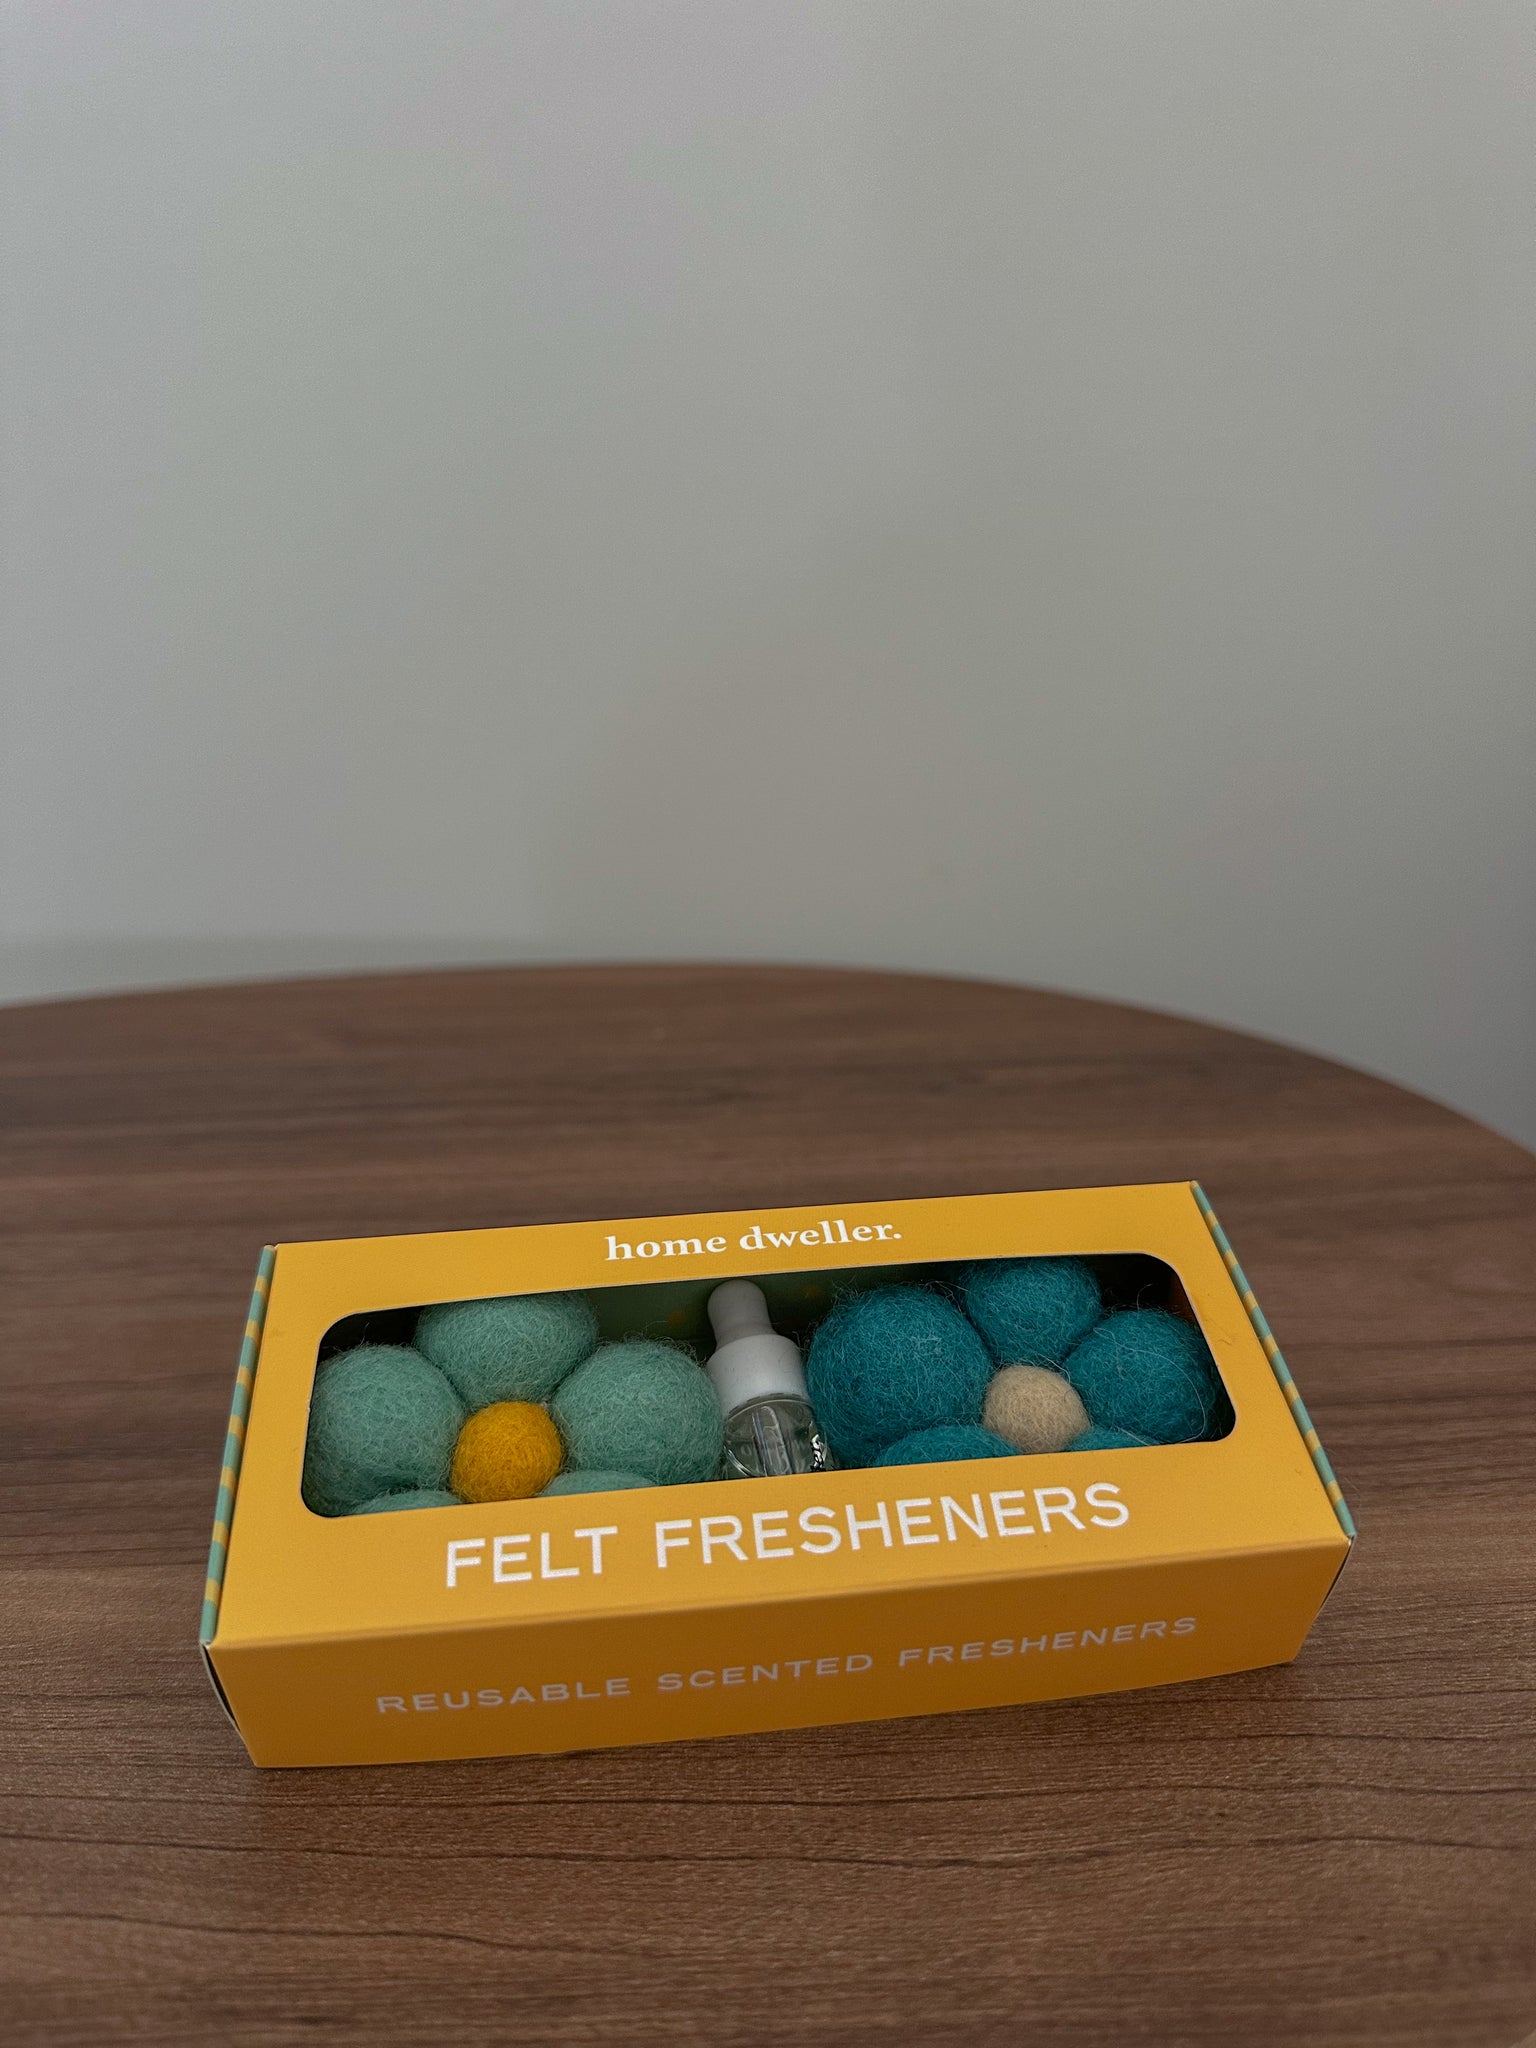 home dweller.
FELT FRESHENERS
REUSABLE SCENTED FRESHENERS